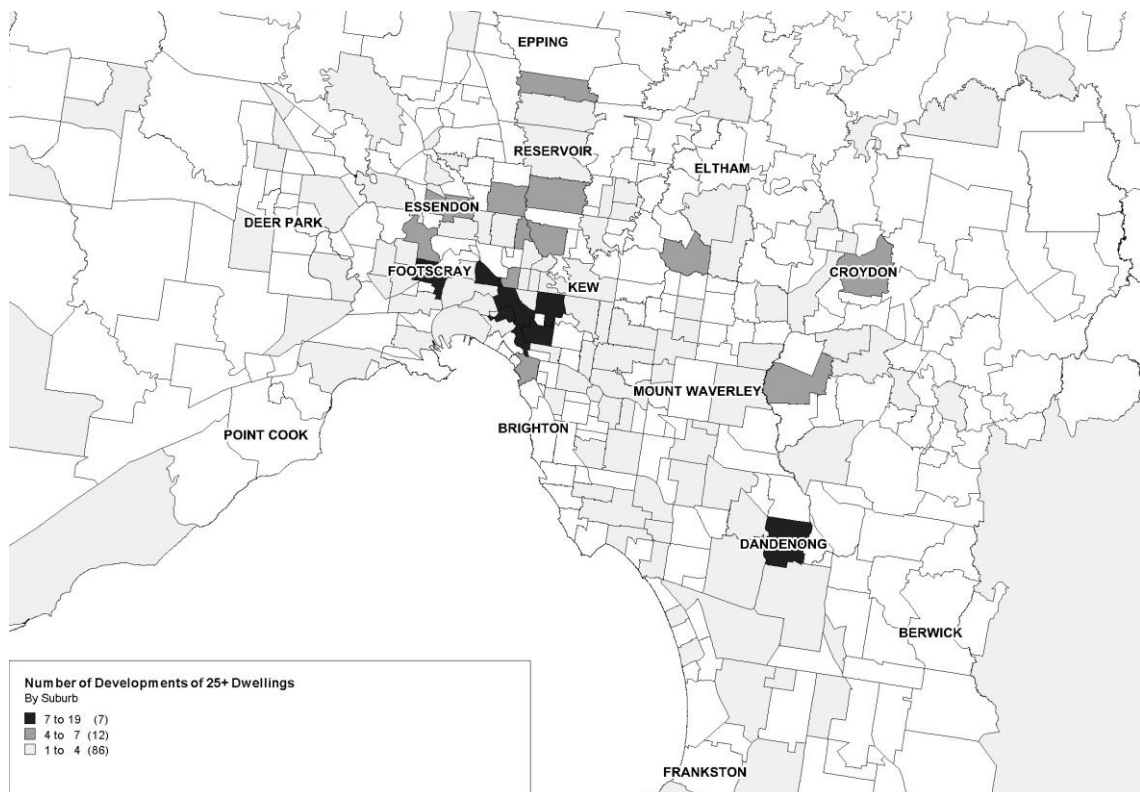 EPPING
RESERVOIR
ELTHAM
ESSENDON
DEER PARK
FOOTSCRAY
CROYDON
KEW
MOUNT WAVERLEY
BRIGHTON
POINT COOK
DANDENONG
BERWICK
FRANKSTON
Number of Developments of 25+ Dwellings
By Suburb
7 to 19 (7)
4 to 7 (12)
1 to 4 (86)